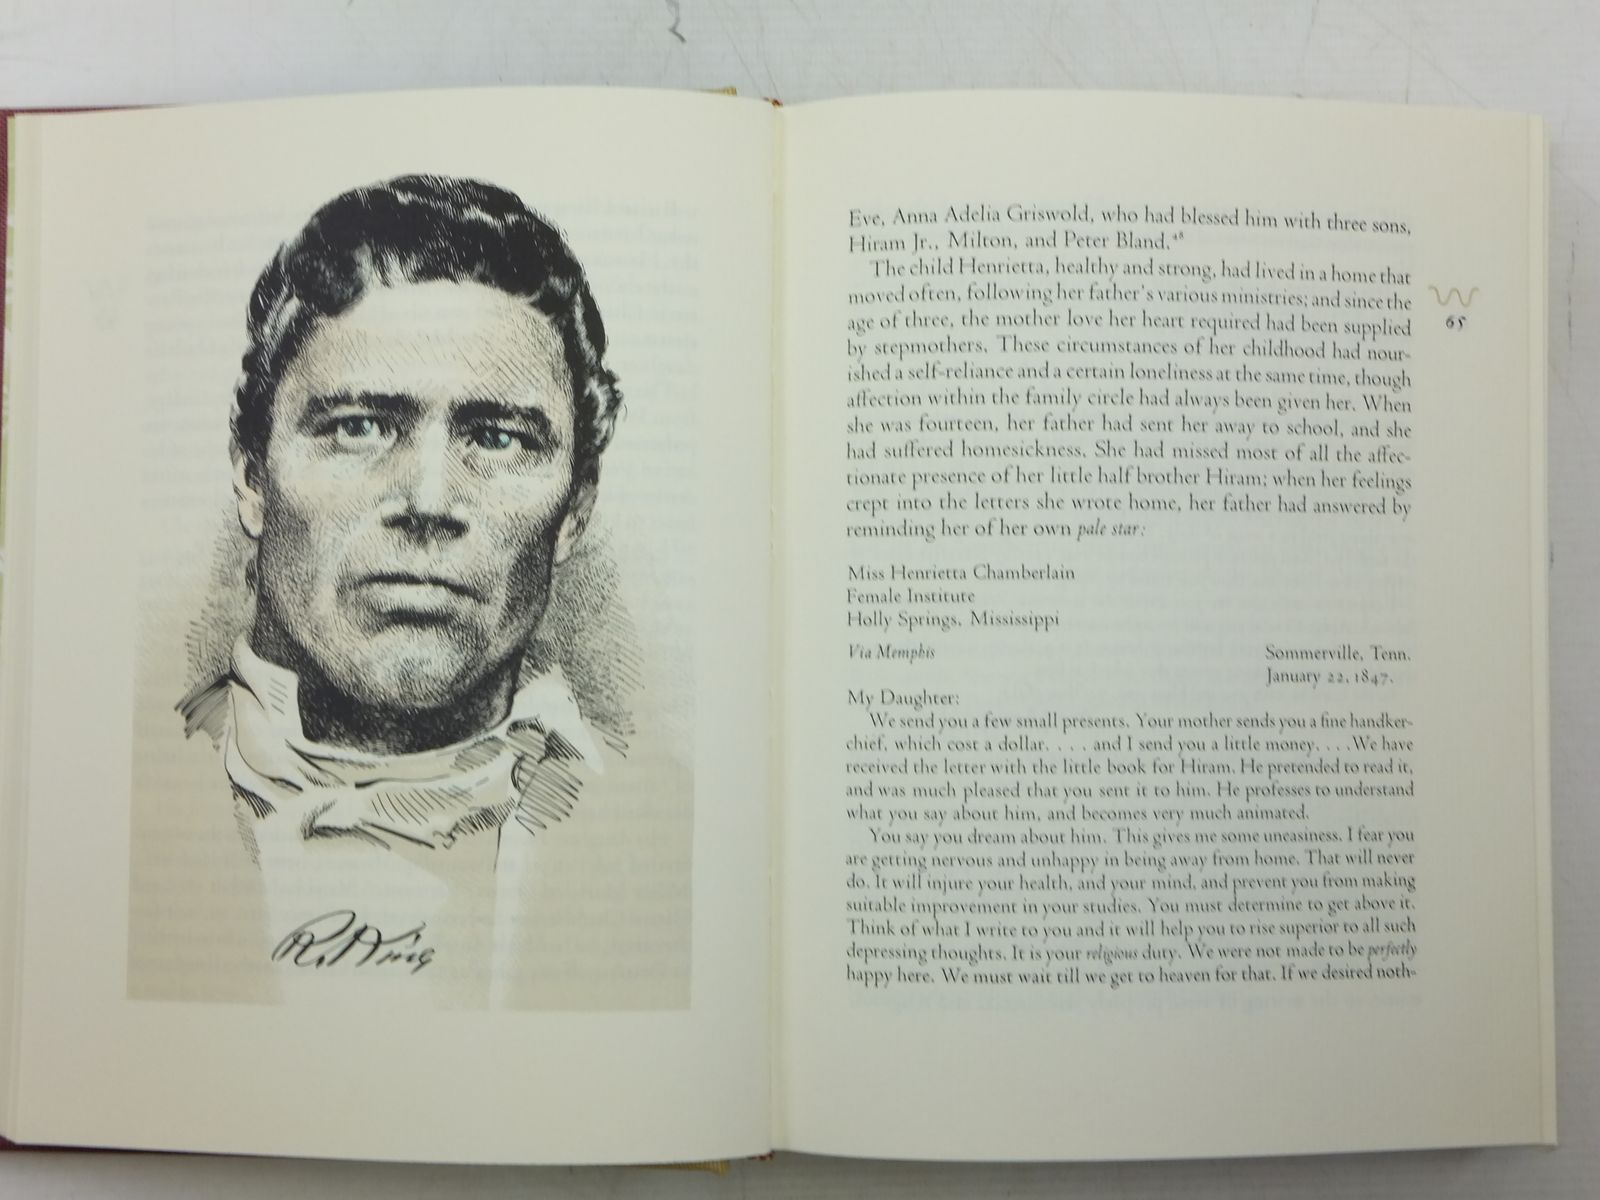 R. King
Eve, Anna Adelia Griswold, who had blessed him with three sons,
Hiram Jr., Milton, and Peter Bland.⁴⁸
The child Henrietta, healthy and strong, had lived in a home that
moved often, following her father's various ministries; and since the
age of three, the mother love her heart required had been supplied
by stepmothers. These circumstances of her childhood had nour-
ished a self-reliance and a certain loneliness at the same time, though
affection within the family circle had always been given her. When
she was fourteen, her father had sent her away to school, and she
had suffered homesickness. She had missed most of all the affec-
tionate presence of her little half brother Hiram; when her feelings
crept into the letters she wrote home, her father had answered by
reminding her of her own pale star:
65
Miss Henrietta Chamberlain
Female Institute
Holly Springs, Mississippi
Via Memphis Sommerville, Tenn.
January 22, 1847.
My Daughter:
We send you a few small presents. Your mother sends you a fine handker-
chief, which cost a dollar. . . . and I send you a little money. . . .We have
received the letter with the little book for Hiram. He pretended to read it,
and was much pleased that you sent it to him. He professes to understand
what you say about him, and becomes very much animated.
You say you dream about him. This gives me some uneasiness. I fear you
are getting nervous and unhappy in being away from home. That will never
do. It will injure your health, and your mind, and prevent you from making
suitable improvement in your studies. You must determine to get above it.
Think of what I write to you and it will help you to rise superior to all such
depressing thoughts. It is your religious duty. We were not made to be perfectly
happy here. We must wait till we get to heaven for that. If we desired noth-